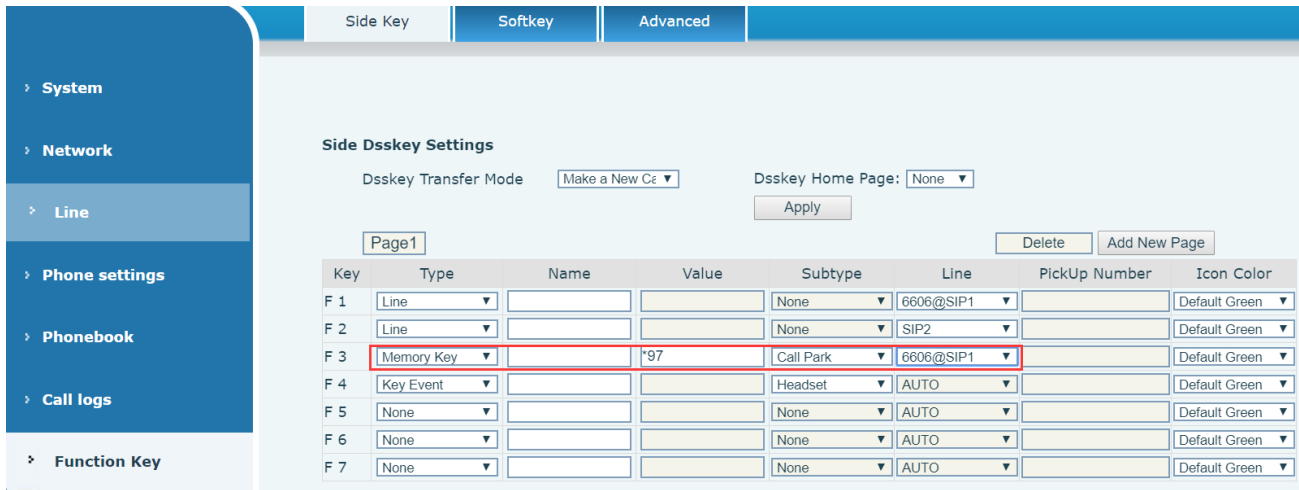 Side Key Softkey Advanced
System
Network
Line
Phone settings
Phonebook
Call logs
Function Key
Side Dsskey Settings
Dsskey Transfer Mode Make a New Ca Dsskey Home Page: None
Apply
Page1 Delete Add New Page
Key Type Name Value Subtype Line PickUp Number Icon Color
F 1 Line None 6606@SIP1 Default Green
F 2 Line None SIP2 Default Green
F 3 Memory Key *97 Call Park 6606@SIP1 Default Green
F 4 Key Event Headset AUTO Default Green
F 5 None None AUTO Default Green
F 6 None None AUTO Default Green
F 7 None None AUTO Default Green